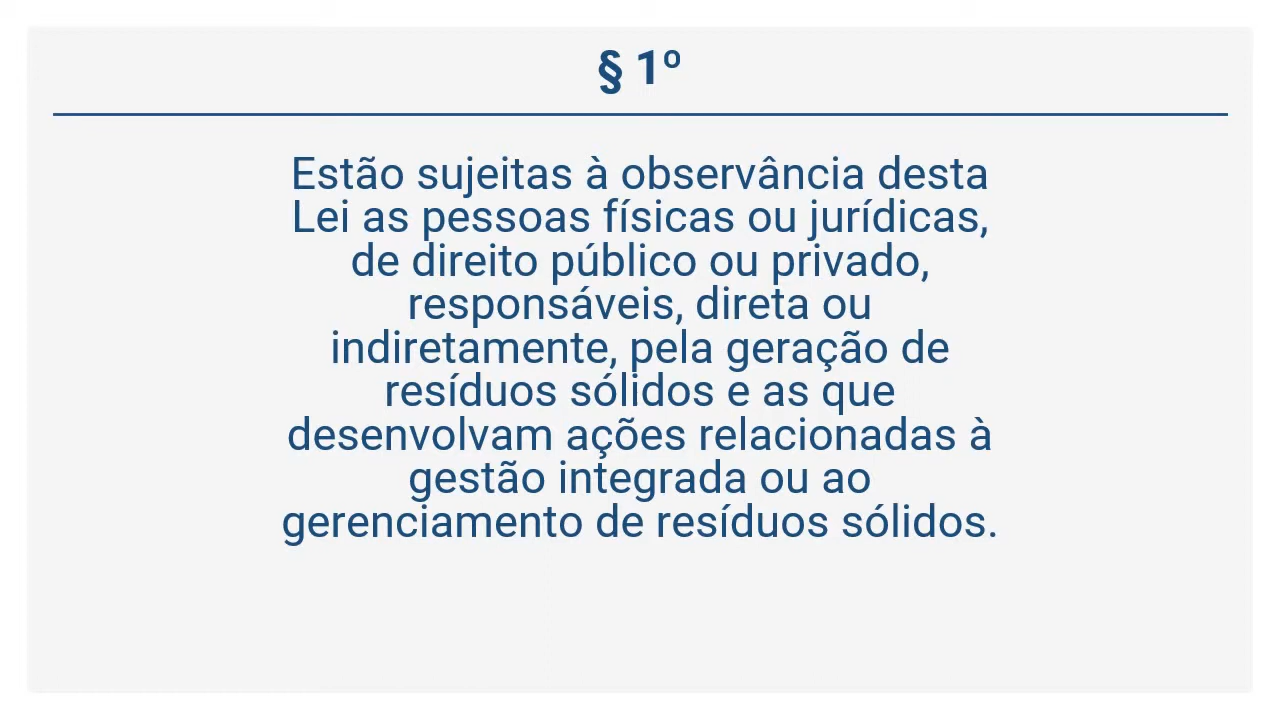 § 1º
Estão sujeitas à observância desta
Lei as pessoas físicas ou jurídicas,
de direito público ou privado,
responsáveis, direta ou
indiretamente, pela geração de
resíduos sólidos e as que
desenvolvam ações relacionadas à
gestão integrada ou ao
gerenciamento de resíduos sólidos.